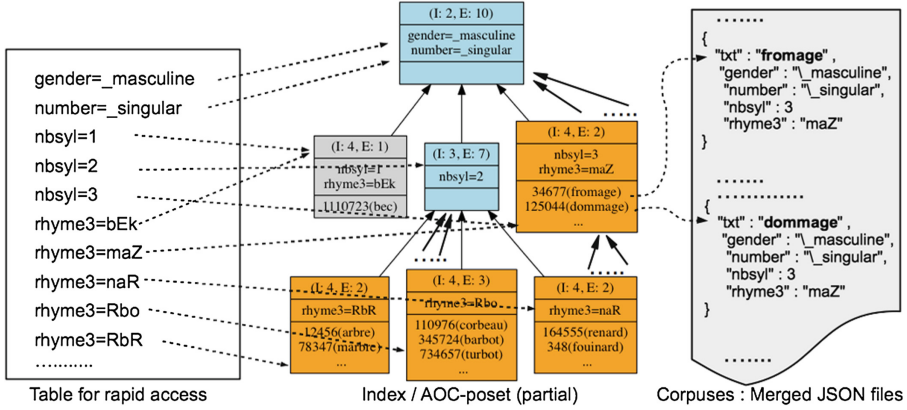 gender=_masculine
number=_singular
nbsyl=1
nbsyl=2
nbsyl=3
rhyme3=bEk
rhyme3=maZ
rhyme3=naR
rhyme3=Rbo
rhyme3=RbR
..........
Table for rapid access
(I: 2, E: 10)
gender=_masculine
number=_singular
(I: 4, E: 1)
nbsyl=1
rhyme3=bEk
1110723(bec)
(I: 3, E: 7)
nbsyl=2
......
(I: 4, E: 2)
nbsyl=3
rhyme3=maZ
34677(fromage)
125044(dommage)
...
......
......
(I: 4, E: 2)
rhyme3=RbR
12456(arbre)
78347(marbre)
...
(I: 4, E: 3)
rhyme3=Rbo
110976(corbeau)
345724(barbot)
734657(turbot)
...
(I: 4, E: 2)
rhyme3=naR
164555(renard)
348(fouinard)
...
Index / AOC-poset (partial)
.......
{
"txt" : "fromage" ,
"gender" : "\_masculine",
"number" : "\_singular",
"nbsyl" : 3
"rhyme3" : "maZ"
}
.......
.............
{
"txt" : "dommage" ,
"gender" : "\_masculine",
"number" : "\_singular",
"nbsyl" : 3
"rhyme3" : "maZ"
}
.......
Corpuses : Merged JSON files